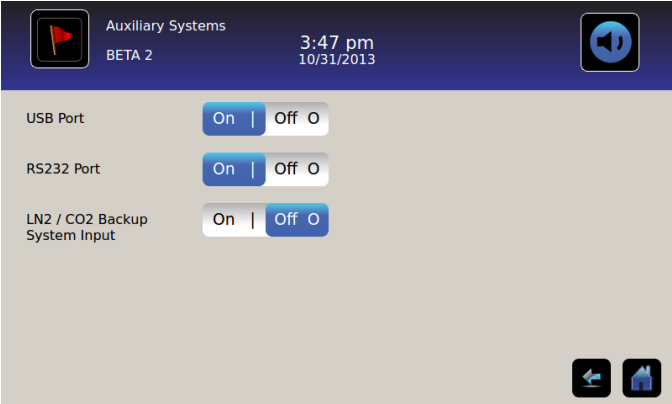 Auxiliary Systems
BETA 2
3:47 pm
10/31/2013
USB Port
On | Off O
RS232 Port
On | Off O
LN2 / CO2 Backup
System Input
On | Off O